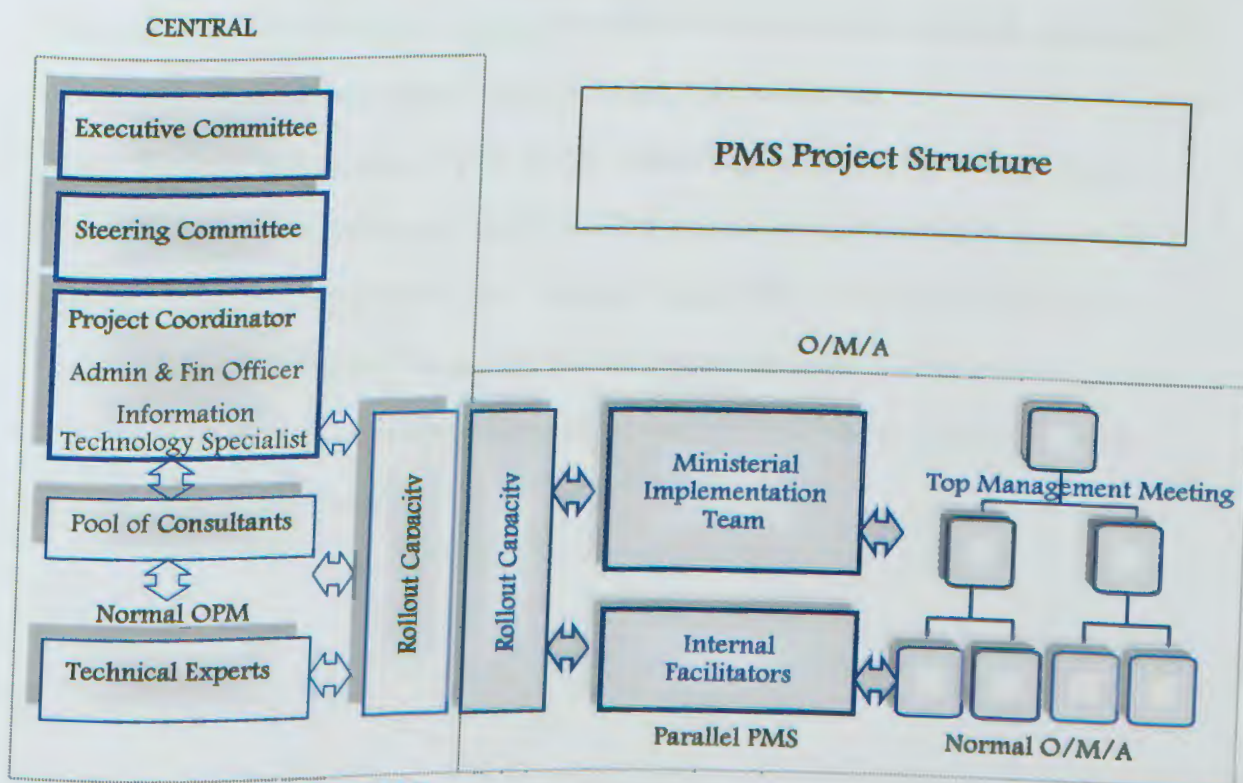 CENTRAL
Executive Committee
Steering Committee
Project Coordinator
Admin & Fin Officer
Information
Technology Specialist
Pool of Consultants
Normal OPM
Technical Experts
Rollout Capacity
PMS Project Structure
O/M/A
Rollout Capacity
Ministerial
Implementation
Team
Internal
Facilitators
Parallel PMS
Top Management Meeting
Normal O/M/A